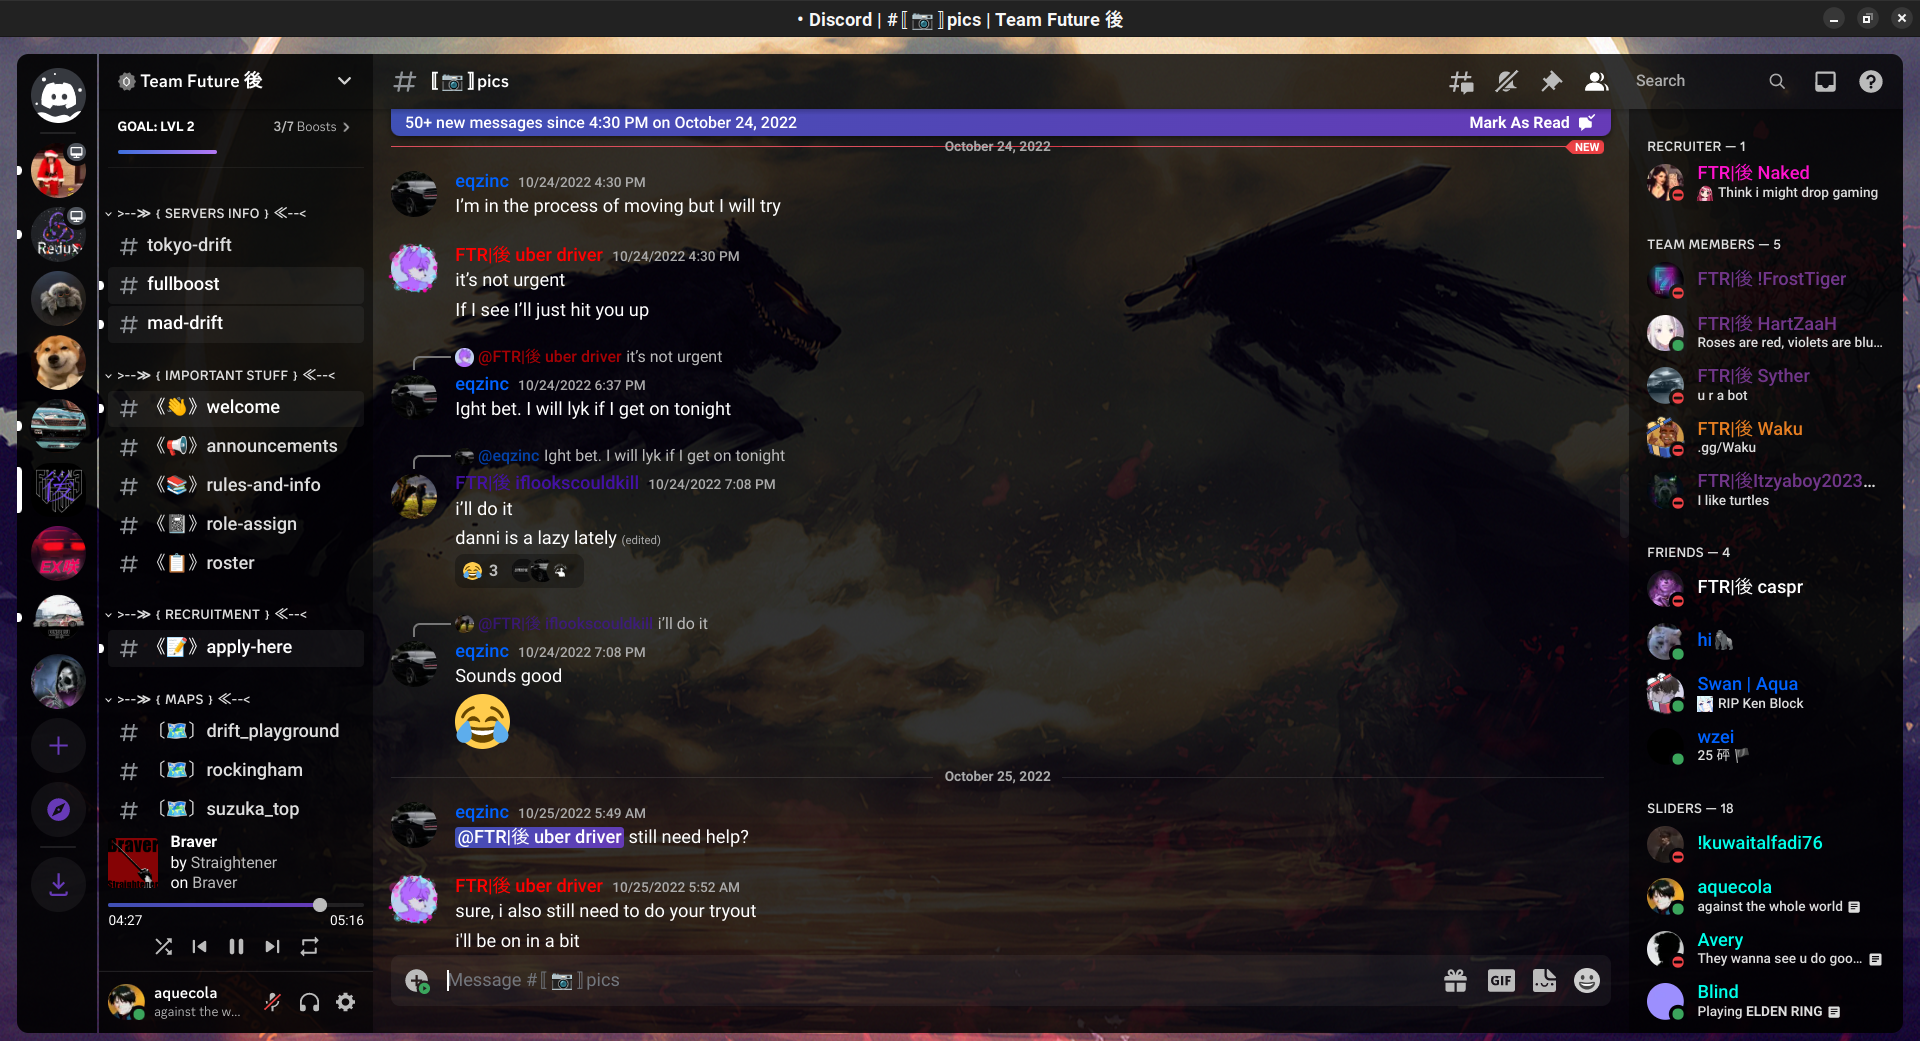 • Discord | #〚📷〛pics | Team Future 後
Team Future 後
GOAL: LVL 2
3/7 Boosts
>--≫ { SERVERS INFO } ≪--<
tokyo-drift
fullboost
mad-drift
>--≫ { IMPORTANT STUFF } ≪--<
《👋》welcome
《📢》announcements
《📚》rules-and-info
《📓》role-assign
《📋》roster
>--≫ { RECRUITMENT } ≪--<
《📝》apply-here
>--≫ { MAPS } ≪--<
〔🗺️〕drift_playground
〔🗺️〕rockingham
〔🗺️〕suzuka_top
Redux
Braver
Braver
by Straightener
on Braver
04:27
05:16
aquecola
against the w...
〚📷〛pics
Search
50+ new messages since 4:30 PM on October 24, 2022
Mark As Read
October 24, 2022
NEW
eqzinc 10/24/2022 4:30 PM
I’m in the process of moving but I will try
FTR|後 uber driver 10/24/2022 4:30 PM
it’s not urgent
If I see I’ll just hit you up
@FTR|後 uber driver it’s not urgent
eqzinc 10/24/2022 6:37 PM
Ight bet. I will lyk if I get on tonight
@eqzinc Ight bet. I will lyk if I get on tonight
FTR|後 iflookscouldkill 10/24/2022 7:08 PM
i’ll do it
danni is a lazy lately (edited)
😂 3
@FTR|後 iflookscouldkill i’ll do it
eqzinc 10/24/2022 7:08 PM
Sounds good
😂
October 25, 2022
eqzinc 10/25/2022 5:49 AM
@FTR|後 uber driver still need help?
FTR|後 uber driver 10/25/2022 5:52 AM
sure, i also still need to do your tryout
i'll be on in a bit
Message #〚📷〛pics
GIF
RECRUITER — 1
FTR|後 Naked
Think i might drop gaming
TEAM MEMBERS — 5
FTR|後 !FrostTiger
FTR|後 HartZaaH
Roses are red, violets are blu...
FTR|後 Syther
u r a bot
FTR|後 Waku
.gg/Waku
FTR|後Itzyaboy2023...
I like turtles
FRIENDS — 4
FTR|後 caspr
hi🦍
Swan | Aqua
RIP Ken Block
wzei
25 砰 🏴
SLIDERS — 18
!kuwaitalfadi76
aquecola
against the whole world
Avery
They wanna see u do goo...
Blind
Playing ELDEN RING